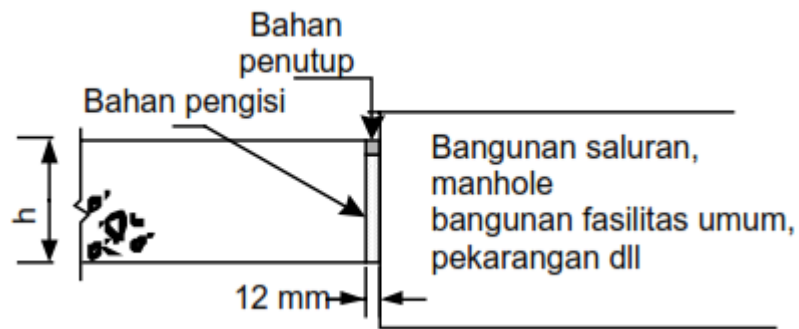 Bahan
penutup
Bahan pengisi
h
Bangunan saluran,
manhole
bangunan fasilitas umum,
pekarangan dll
12 mm